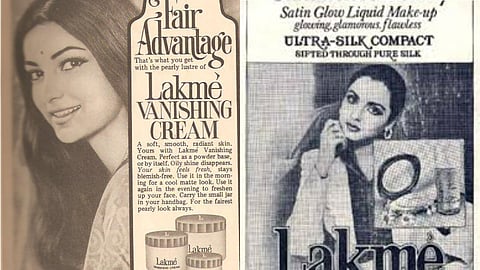 Fair
Advantage
That's what you get
with the pearly lustre of
Lakmé
VANISHING
CREAM
A soft, smooth, radiant skin.
Yours with Lakmé Vanishing
Cream. Perfect as a powder base,
or by itself. Oily shine disappears.
Your skin feels fresh, stays
blemish-free. Use it in the morn-
ing for a cool matte look. Use it
again in the evening to freshen
up your face. Carry the small jar
in your handbag. For the fairest
pearly look always.
Satin Glow Liquid Make-up
glowing, glamorous, flawless
ULTRA-SILK COMPACT
SIFTED THROUGH PURE SILK
Lakmé